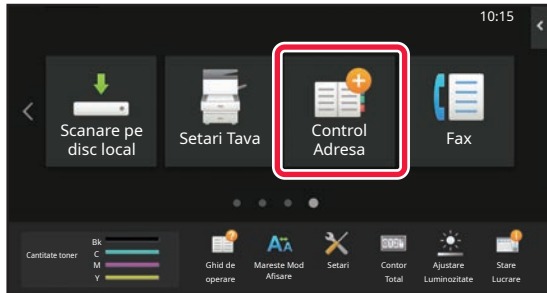 10:15
Scanare pe
disc local
Setari Tava
Control
Adresa
Fax
Cantitate toner
Bk
C
M
Y
Ghid de
operare
Mareste Mod
Afisare
Setari
Contor
Total
Ajustare
Luminozitate
Stare
Lucrare